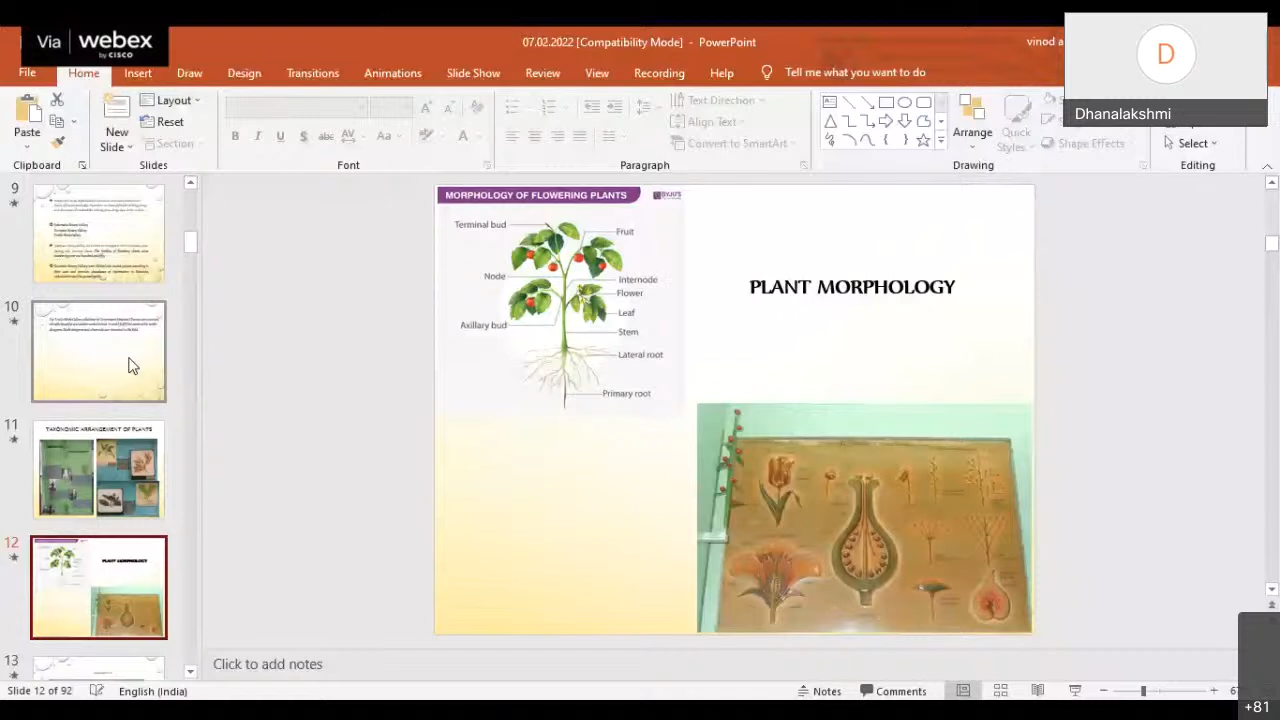 Via webex
by CISCO
07.02.2022 [Compatibility Mode] - PowerPoint
vinod a
D
Dhanalakshmi
File Home Insert Draw Design Transitions Animations Slide Show Review View Recording Help Tell me what you want to do
Paste
New
Slide
Layout
Reset
Section
B I U S abc AV Aa A
Text Direction
Align Text
Convert to SmartArt
Arrange
Quick
Styles
Shape Effects
Select
Clipboard Slides Font Paragraph Drawing Editing
9
10
11
TAXONOMIC ARRANGEMENT OF PLANTS
12
PLANT MORPHOLOGY
13
MORPHOLOGY OF FLOWERING PLANTS
BYJU'S
Terminal bud
Fruit
Node
Internode
Flower
Leaf
Axillary bud
Stem
Lateral root
Primary root
PLANT MORPHOLOGY
Click to add notes
Slide 12 of 92 English (India) Notes Comments
+81